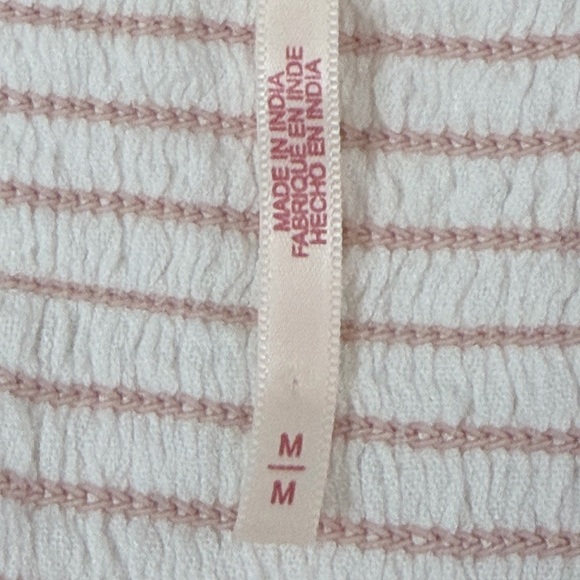 MADE IN INDIA
FABRIQUE EN INDE
HECHO EN INDIA
M
M